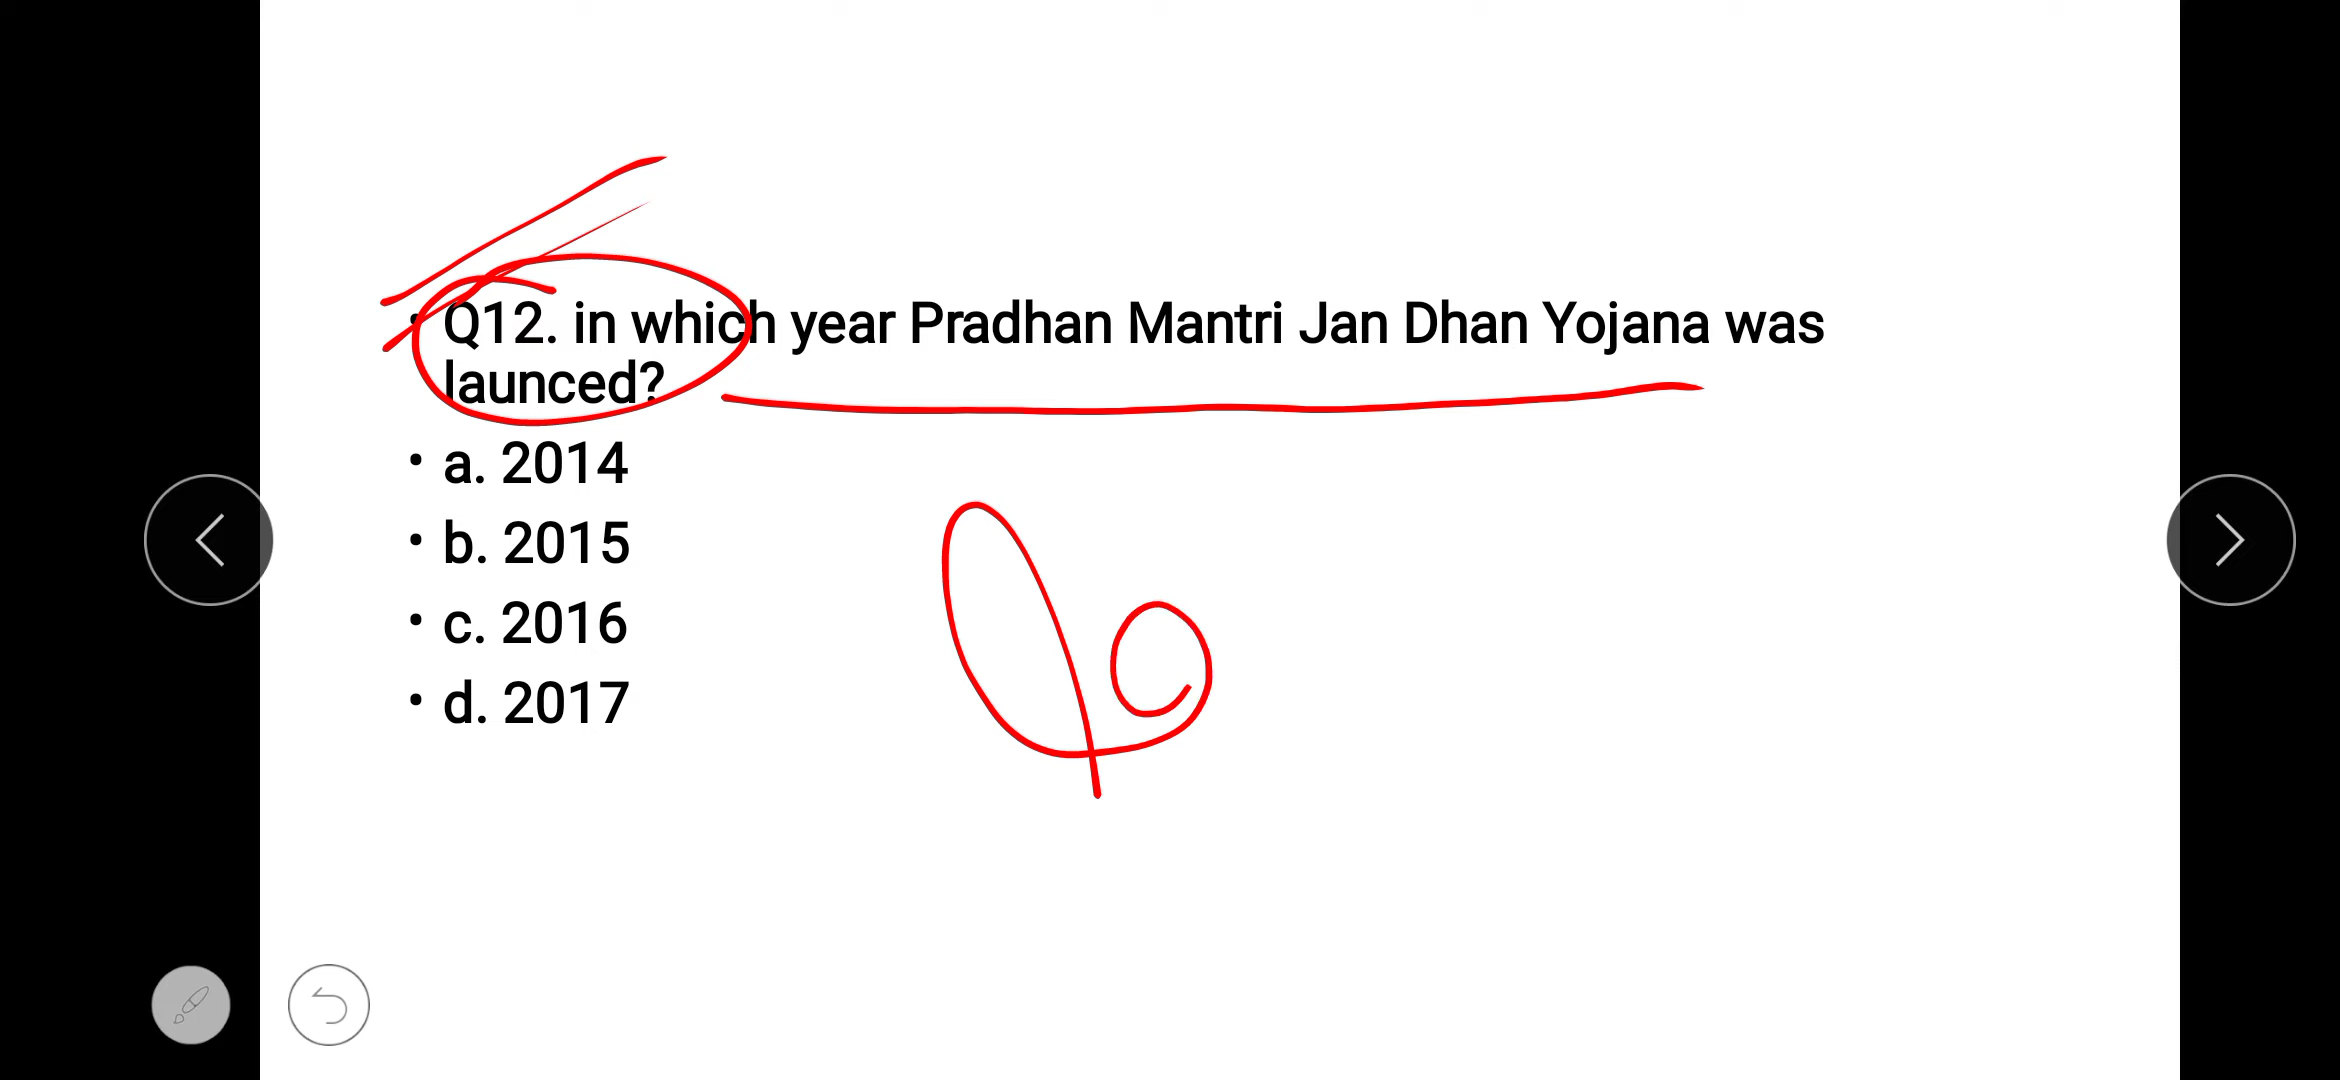 • Q12. in which year Pradhan Mantri Jan Dhan Yojana was
launced?
• a. 2014
• b. 2015
• c. 2016
• d. 2017